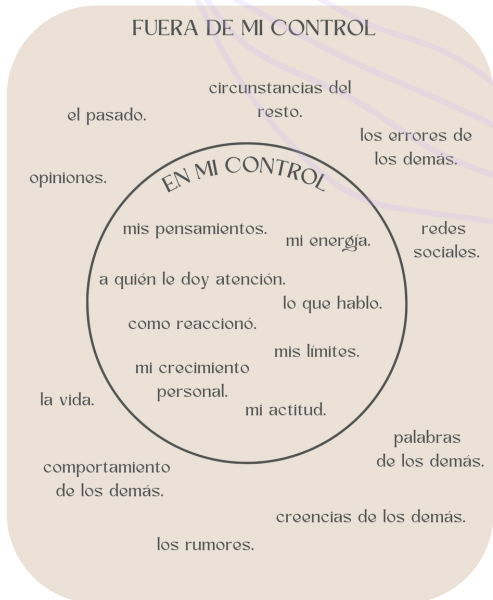 FUERA DE MI CONTROL
circunstancias del
resto.
el pasado.
los errores de
los demás.
opiniones.
EN MI CONTROL
mis pensamientos.
mi energía.
redes
sociales.
a quién le doy atención.
lo que hablo.
como reaccionó.
mis límites.
mi crecimiento
personal.
la vida.
mi actitud.
palabras
de los demás.
comportamiento
de los demás.
creencias de los demás.
los rumores.